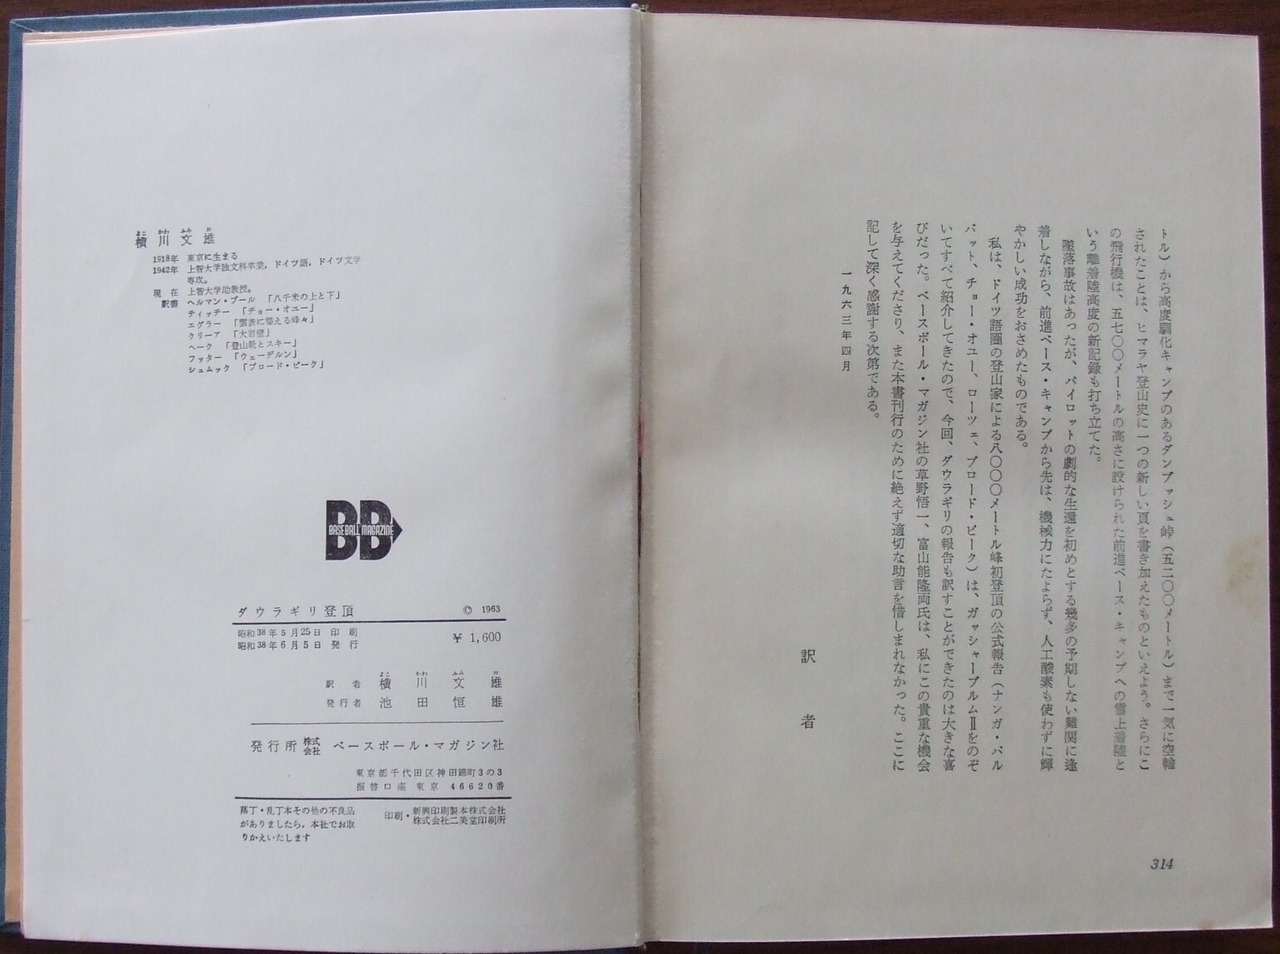 トル）から高度馴化キャンプのあるダンブッシュ峠（五二〇〇メートル）まで一気に空輸
されたことは、ヒマラヤ登山史に一つの新しい頁を書き加えたものといえよう。さらにこ
の飛行機は、五七〇〇メートルの高さに設けられた前進ベース・キャンプへの雪上着陸と
いう離着陸高度の新記録も打ち立てた。
墜落事故はあったが、パイロットの劇的な生還を初めとする幾多の予期しない難関に逢
着しながら、前進ベース・キャンプから先は、機械力にたよらず、人工酸素も使わずに輝
やかしい成功をおさめたものである。
私は、ドイツ語圏の登山家による八〇〇〇メートル峰初登頂の公式報告（ナンガ・パル
バット、チョー・オユー、ローツェ、ブロード・ピーク）は、ガッシャーブルムⅡをのぞ
いてすべて紹介してきたので、今回、ダウラギリの報告も訳すことができたのは大きな喜
びだった。ベースボール・マガジン社の草野悟一、富山能隆両氏は、私にこの貴重な機会
を与えてくださり、また本書刊行のために絶えず適切な助言を惜しまれなかった。ここに
記して深く感謝する次第である。
一九六三年四月
訳者
314
横川文雄
1918年 東京に生まる
1942年 上智大学独文科卒業，ドイツ語，ドイツ文学
専攻。
現在 上智大学助教授。
訳書 ヘルマン・ブール 「八千米の上と下」
ティッチー 「チョー・オユー」
エグラー 「雲表に聳える峰々」
クリーア 「大岩壁」
ヘーク 「登山靴とスキー」
フッター 「ウェーデルン」
シュムック 「ブロード・ピーク」
BB
BASEBALL MAGAZINE
ダウラギリ登頂 © 1963
昭和38年5月25日 印刷
昭和38年6月5日 発行
¥ 1,600
訳者 横川文雄
発行者 池田恒雄
発行所 株式会社 ベースボール・マガジン社
東京都千代田区神田錦町3の3
振替口座 東京 46620番
落丁・乱丁本その他の不良品
がありましたら，本社でお取
りかえいたします
印刷・新興印刷製本株式会社
株式会社二美堂印刷所